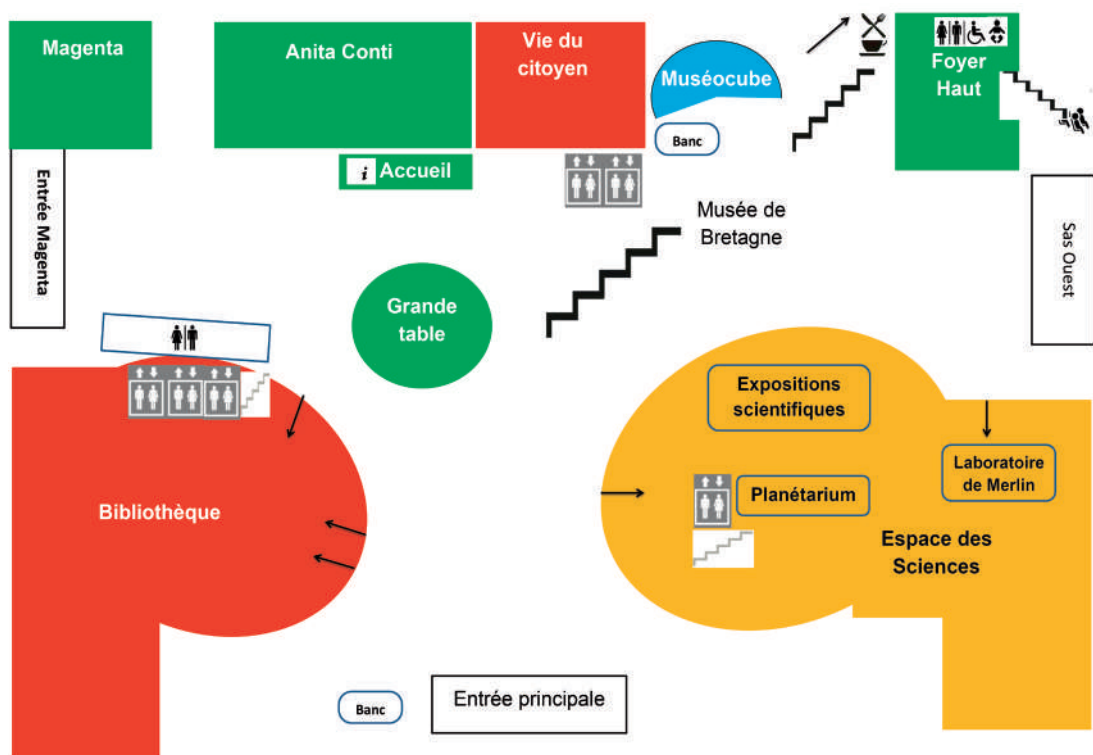 Magenta
Anita Conti
Vie du
citoyen
Muséocube
Foyer
Haut
Banc
i Accueil
Entrée Magenta
Musée de
Bretagne
Sas Ouest
Grande
table
Expositions
scientifiques
Laboratoire
de Merlin
Planétarium
Bibliothèque
Espace des
Sciences
Entrée principale
Banc